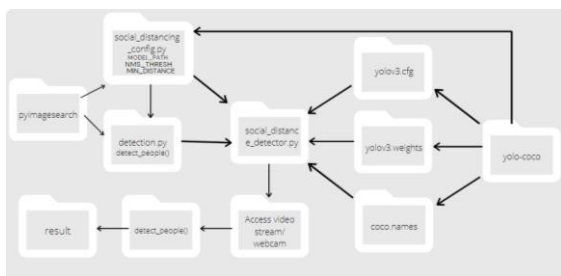 social_distancing
_config.py
MODEL_PATH
NMS_THRESH
MIN_DISTANCE
yolov3.cfg
pyimagesearch
detection.py
detect_people()
social_distanc
e_detector.py
yolov3.weights
yolo-coco
result
detect_people()
Access video
stream/
webcam
coco.names